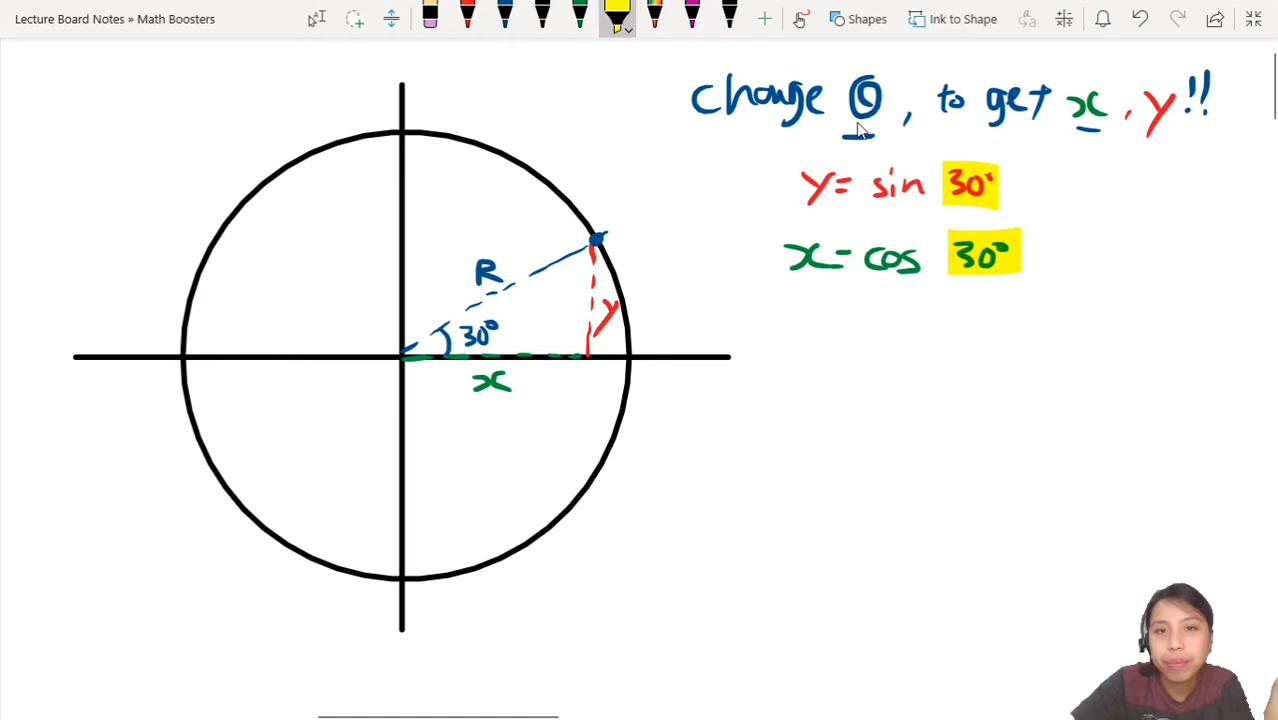 Lecture Board Notes » Math Boosters
Shapes
Ink to Shape
change θ, to get x, y!!
y= sin 30°
x= cos 30°
R
30°
y
x